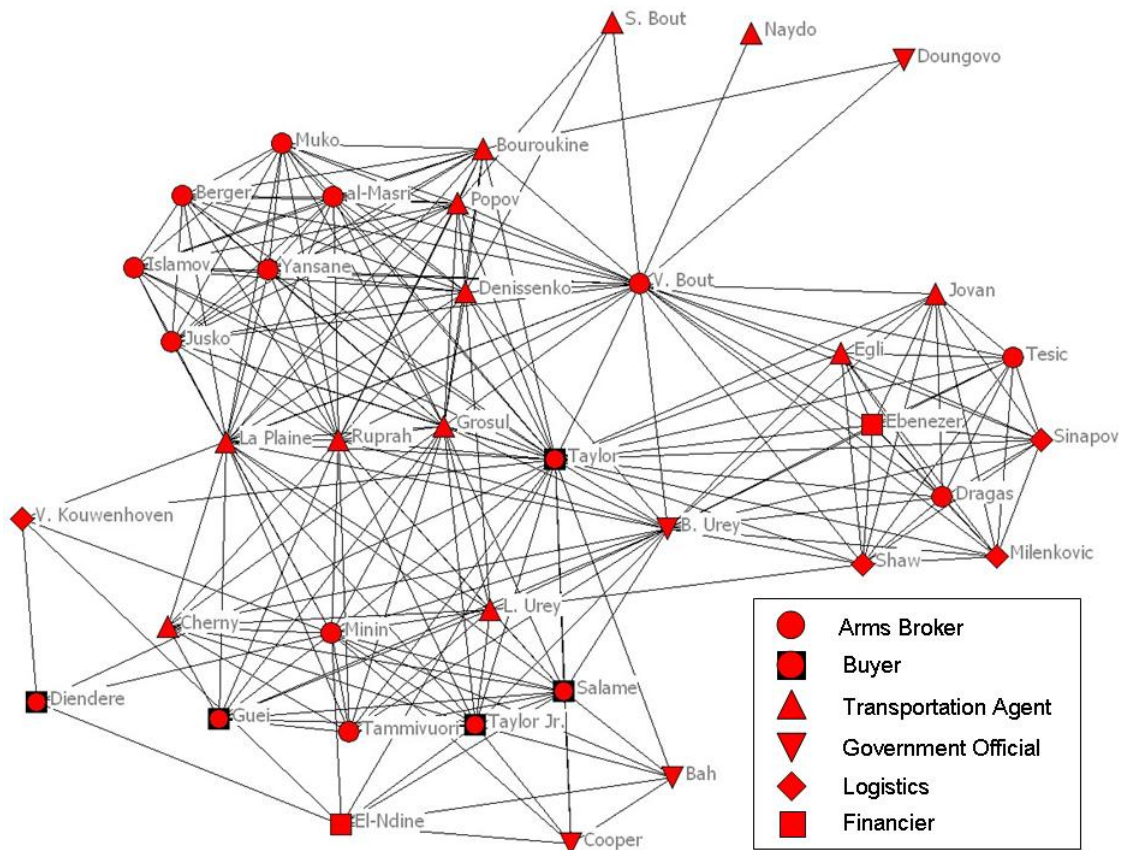 S. Bout
Naydo
Doungovo
Muko
Bouroukine
Berger
al-Masri
Popov
Islamov
Yansane
V. Bout
Denissenko
Jovan
Jusko
Egli
Tesic
Ebenezer
Grosul
La Plaine
Ruprah
Sinapov
Taylor
Dragas
V. Kouwenhoven
B. Urey
Shaw
Milenkovic
L. Urey
Cherny
Minin
Diendere
Salame
Guei
Tammivuori
Taylor Jr.
Bah
El-Ndine
Cooper
Arms Broker
Buyer
Transportation Agent
Government Official
Logistics
Financier